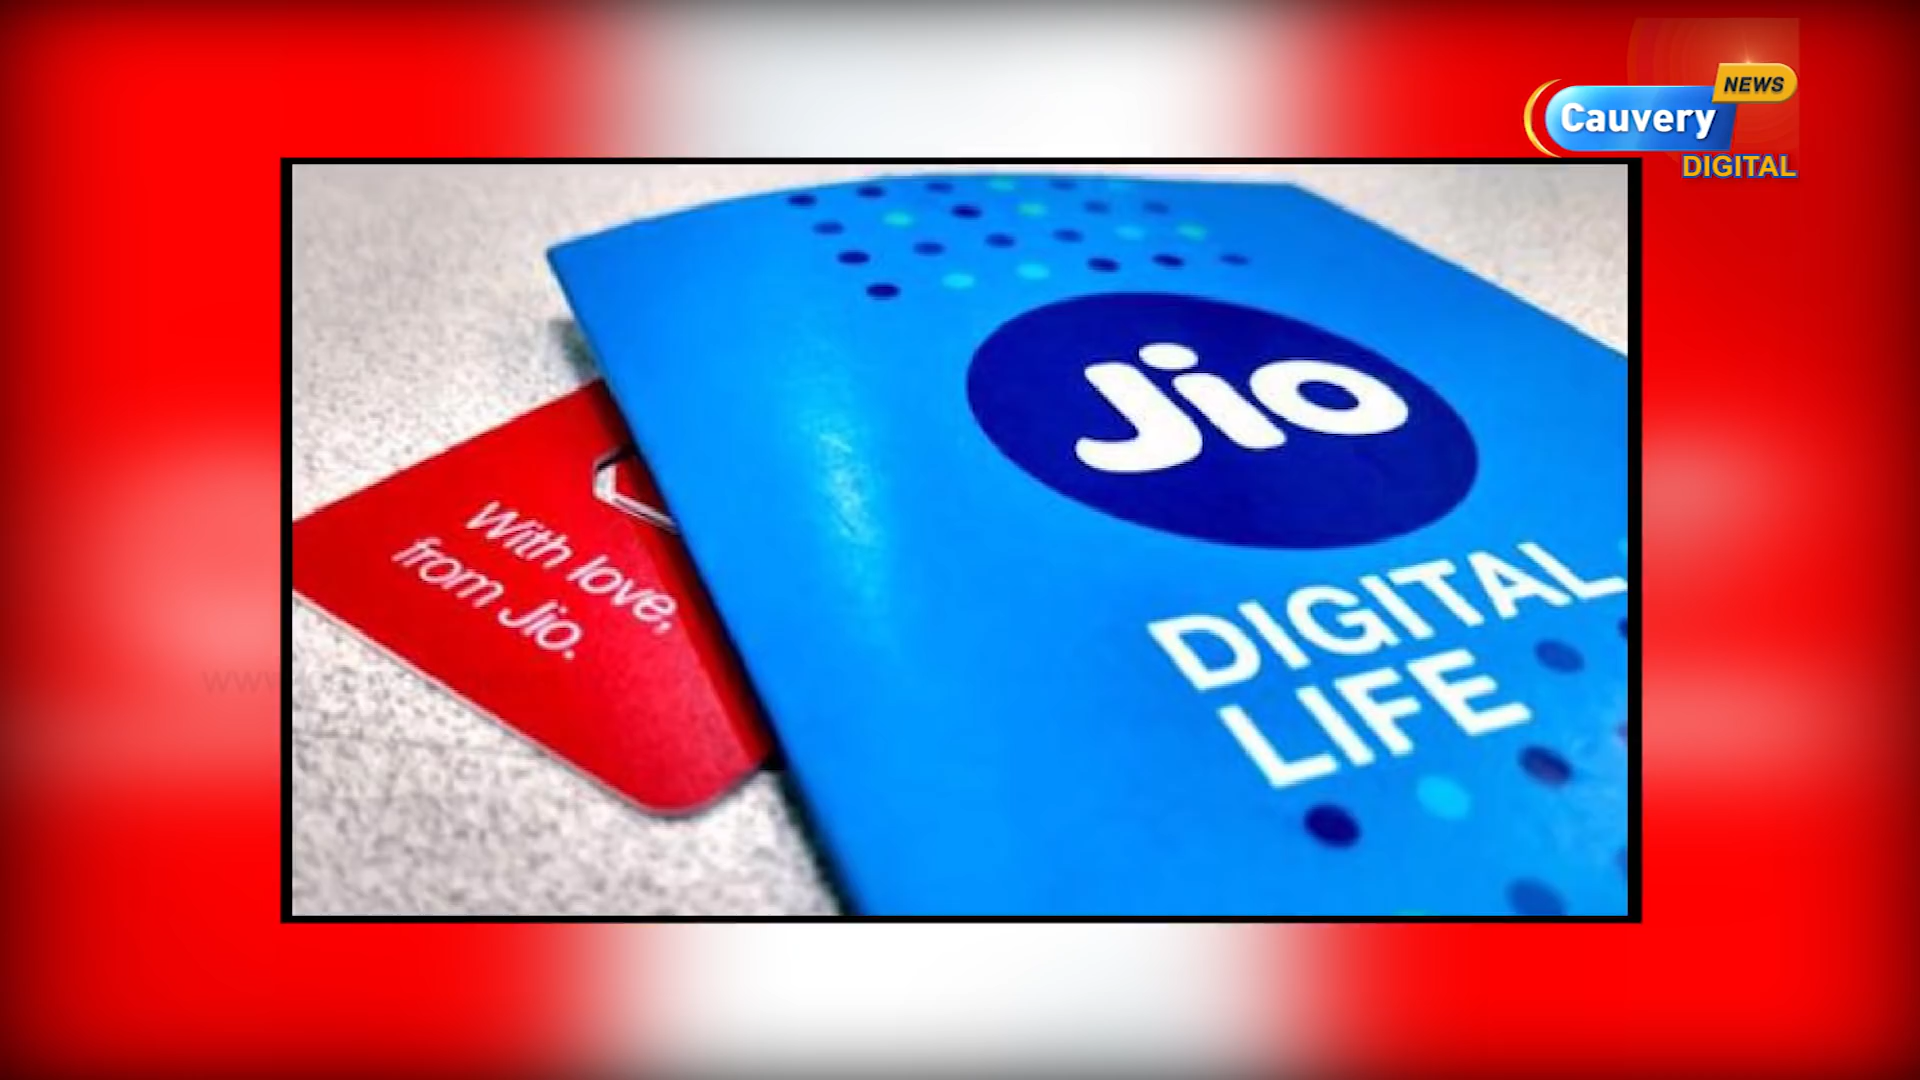 NEWS
Cauvery
DIGITAL
Jio
DIGITAL
LIFE
With love,
from Jio.